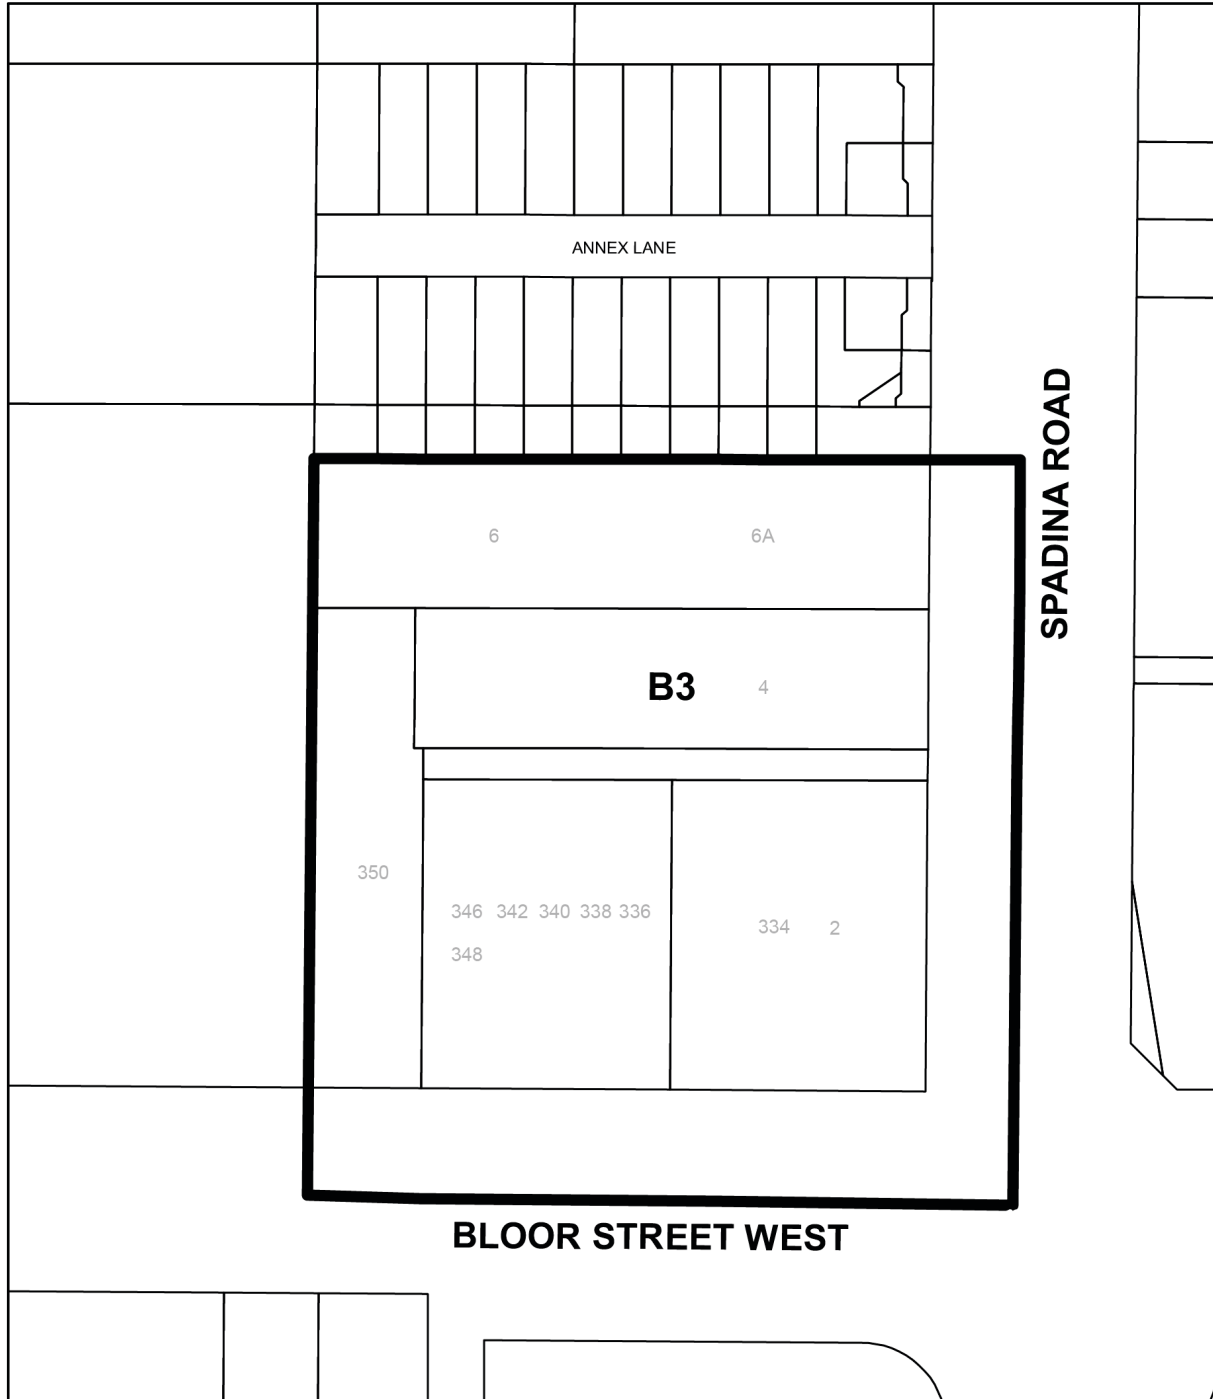 ANNEX LANE
SPADINA ROAD
6 6A
B3 4
350
346 342 340 338 336
348
334 2
BLOOR STREET WEST